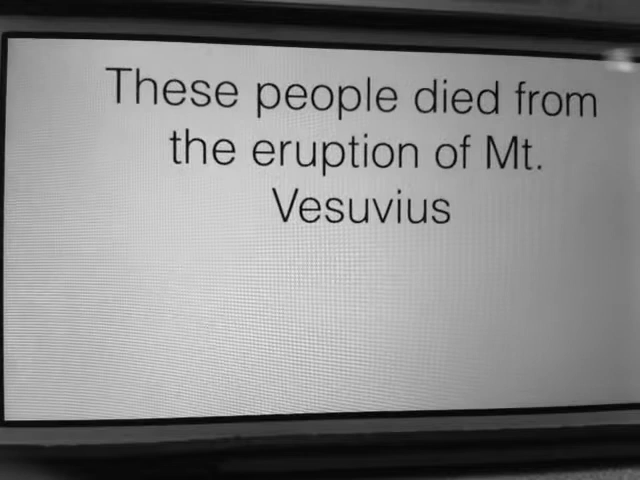 These people died from
the eruption of Mt.
Vesuvius